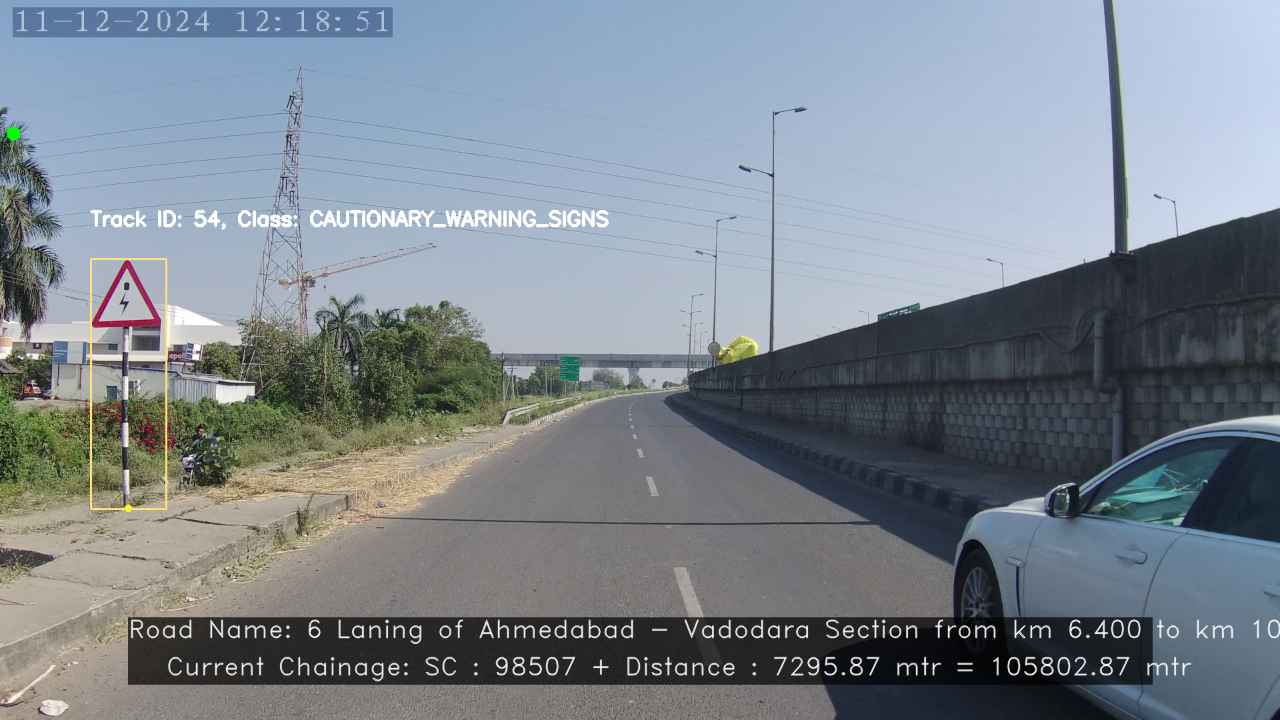 11-12-2024 12:18:51
Track ID: 54, Class: CAUTIONARY_WARNING_SIGNS
Road Name: 6 Laning of Ahmedabad - Vadodara Section from km 6.400 to km 10
Current Chainage: SC : 98507 + Distance : 7295.87 mtr = 105802.87 mtr